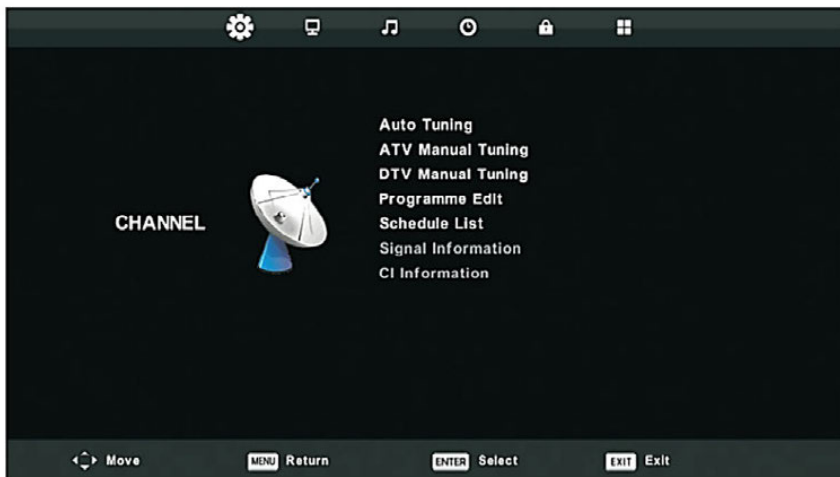 Auto Tuning
ATV Manual Tuning
DTV Manual Tuning
Programme Edit
CHANNEL
Schedule List
Signal Information
CI Information
Move MENU Return ENTER Select EXIT Exit